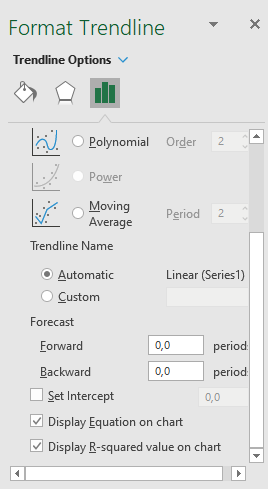 Format Trendline
Trendline Options
Polynomial Order 2
Power
Moving
Average Period 2
Trendline Name
Automatic Linear (Series1)
Custom
Forecast
Forward 0,0 period
Backward 0,0 period
Set Intercept 0,0
Display Equation on chart
Display R-squared value on chart